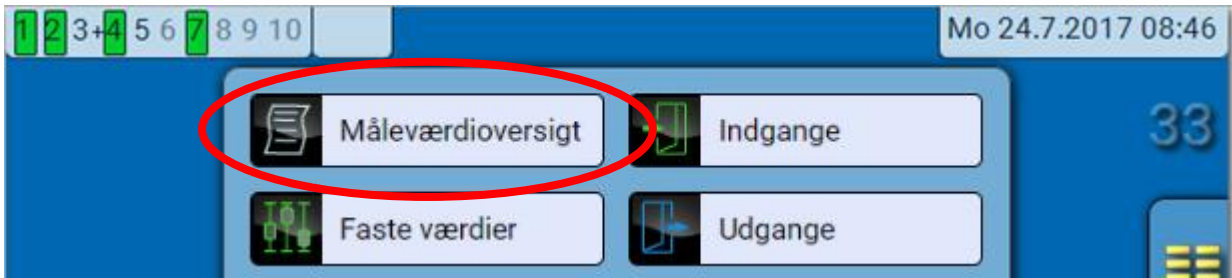 1 2 3+4 5 6 7 8 9 10
Mo 24.7.2017 08:46
Måleværdioversigt
Indgange
33
Faste værdier
Udgange